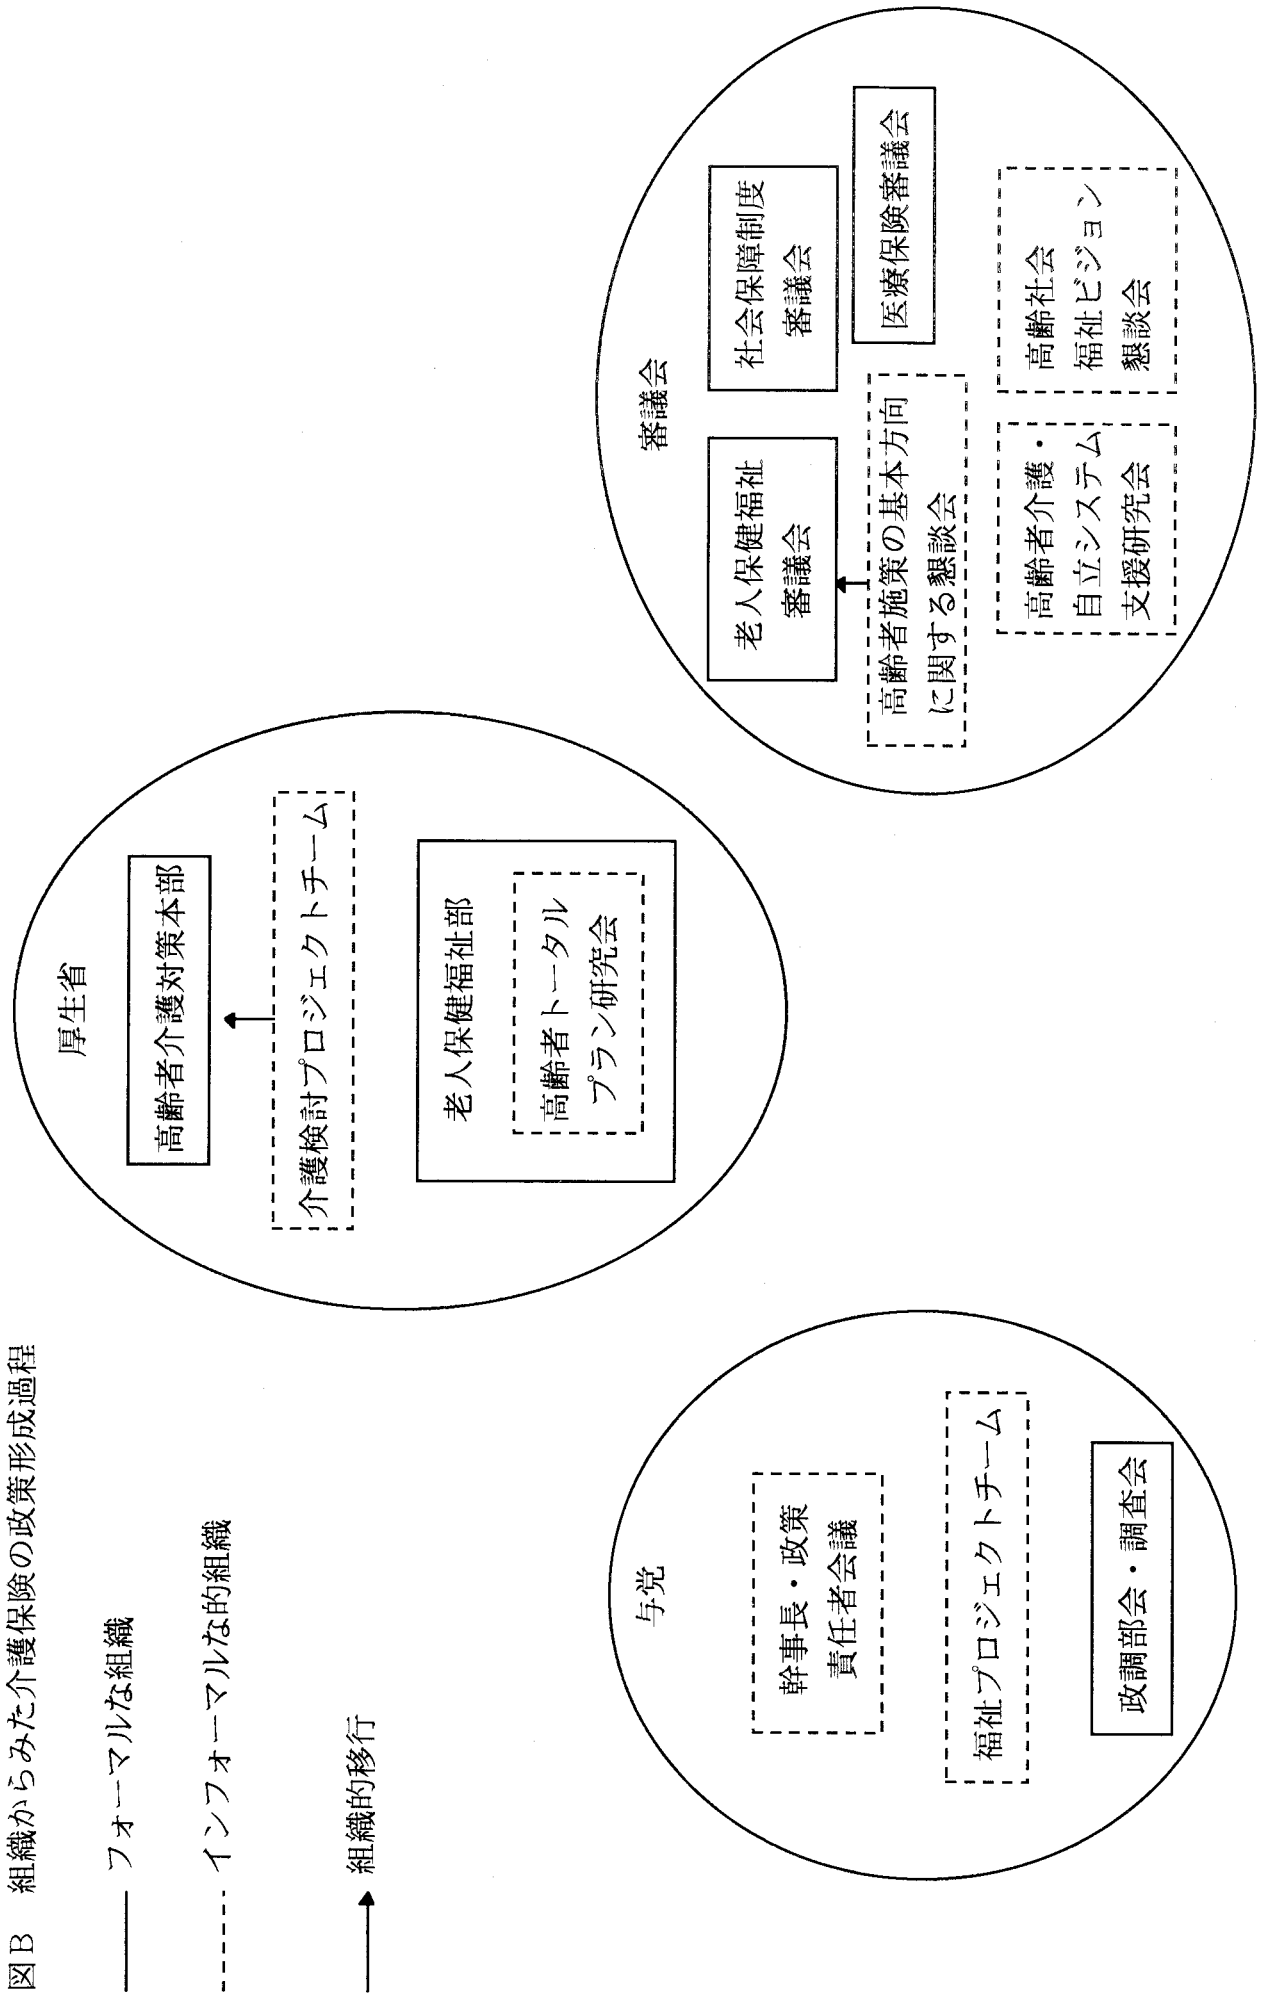 図B　組織からみた介護保険の政策形成過程
フォーマルな組織
インフォーマルな的組織
組織的移行
厚生省
高齢者介護対策本部
介護検討プロジェクトチーム
老人保健福祉部
高齢者トータル
プラン研究会
与党
幹事長・政策
責任者会議
福祉プロジェクトチーム
政調部会・調査会
審議会
老人保健福祉
審議会
社会保障制度
審議会
高齢者施策の基本方向
に関する懇談会
医療保険審議会
高齢者介護・
自立システム
支援研究会
高齢社会
福祉ビジョン
懇談会